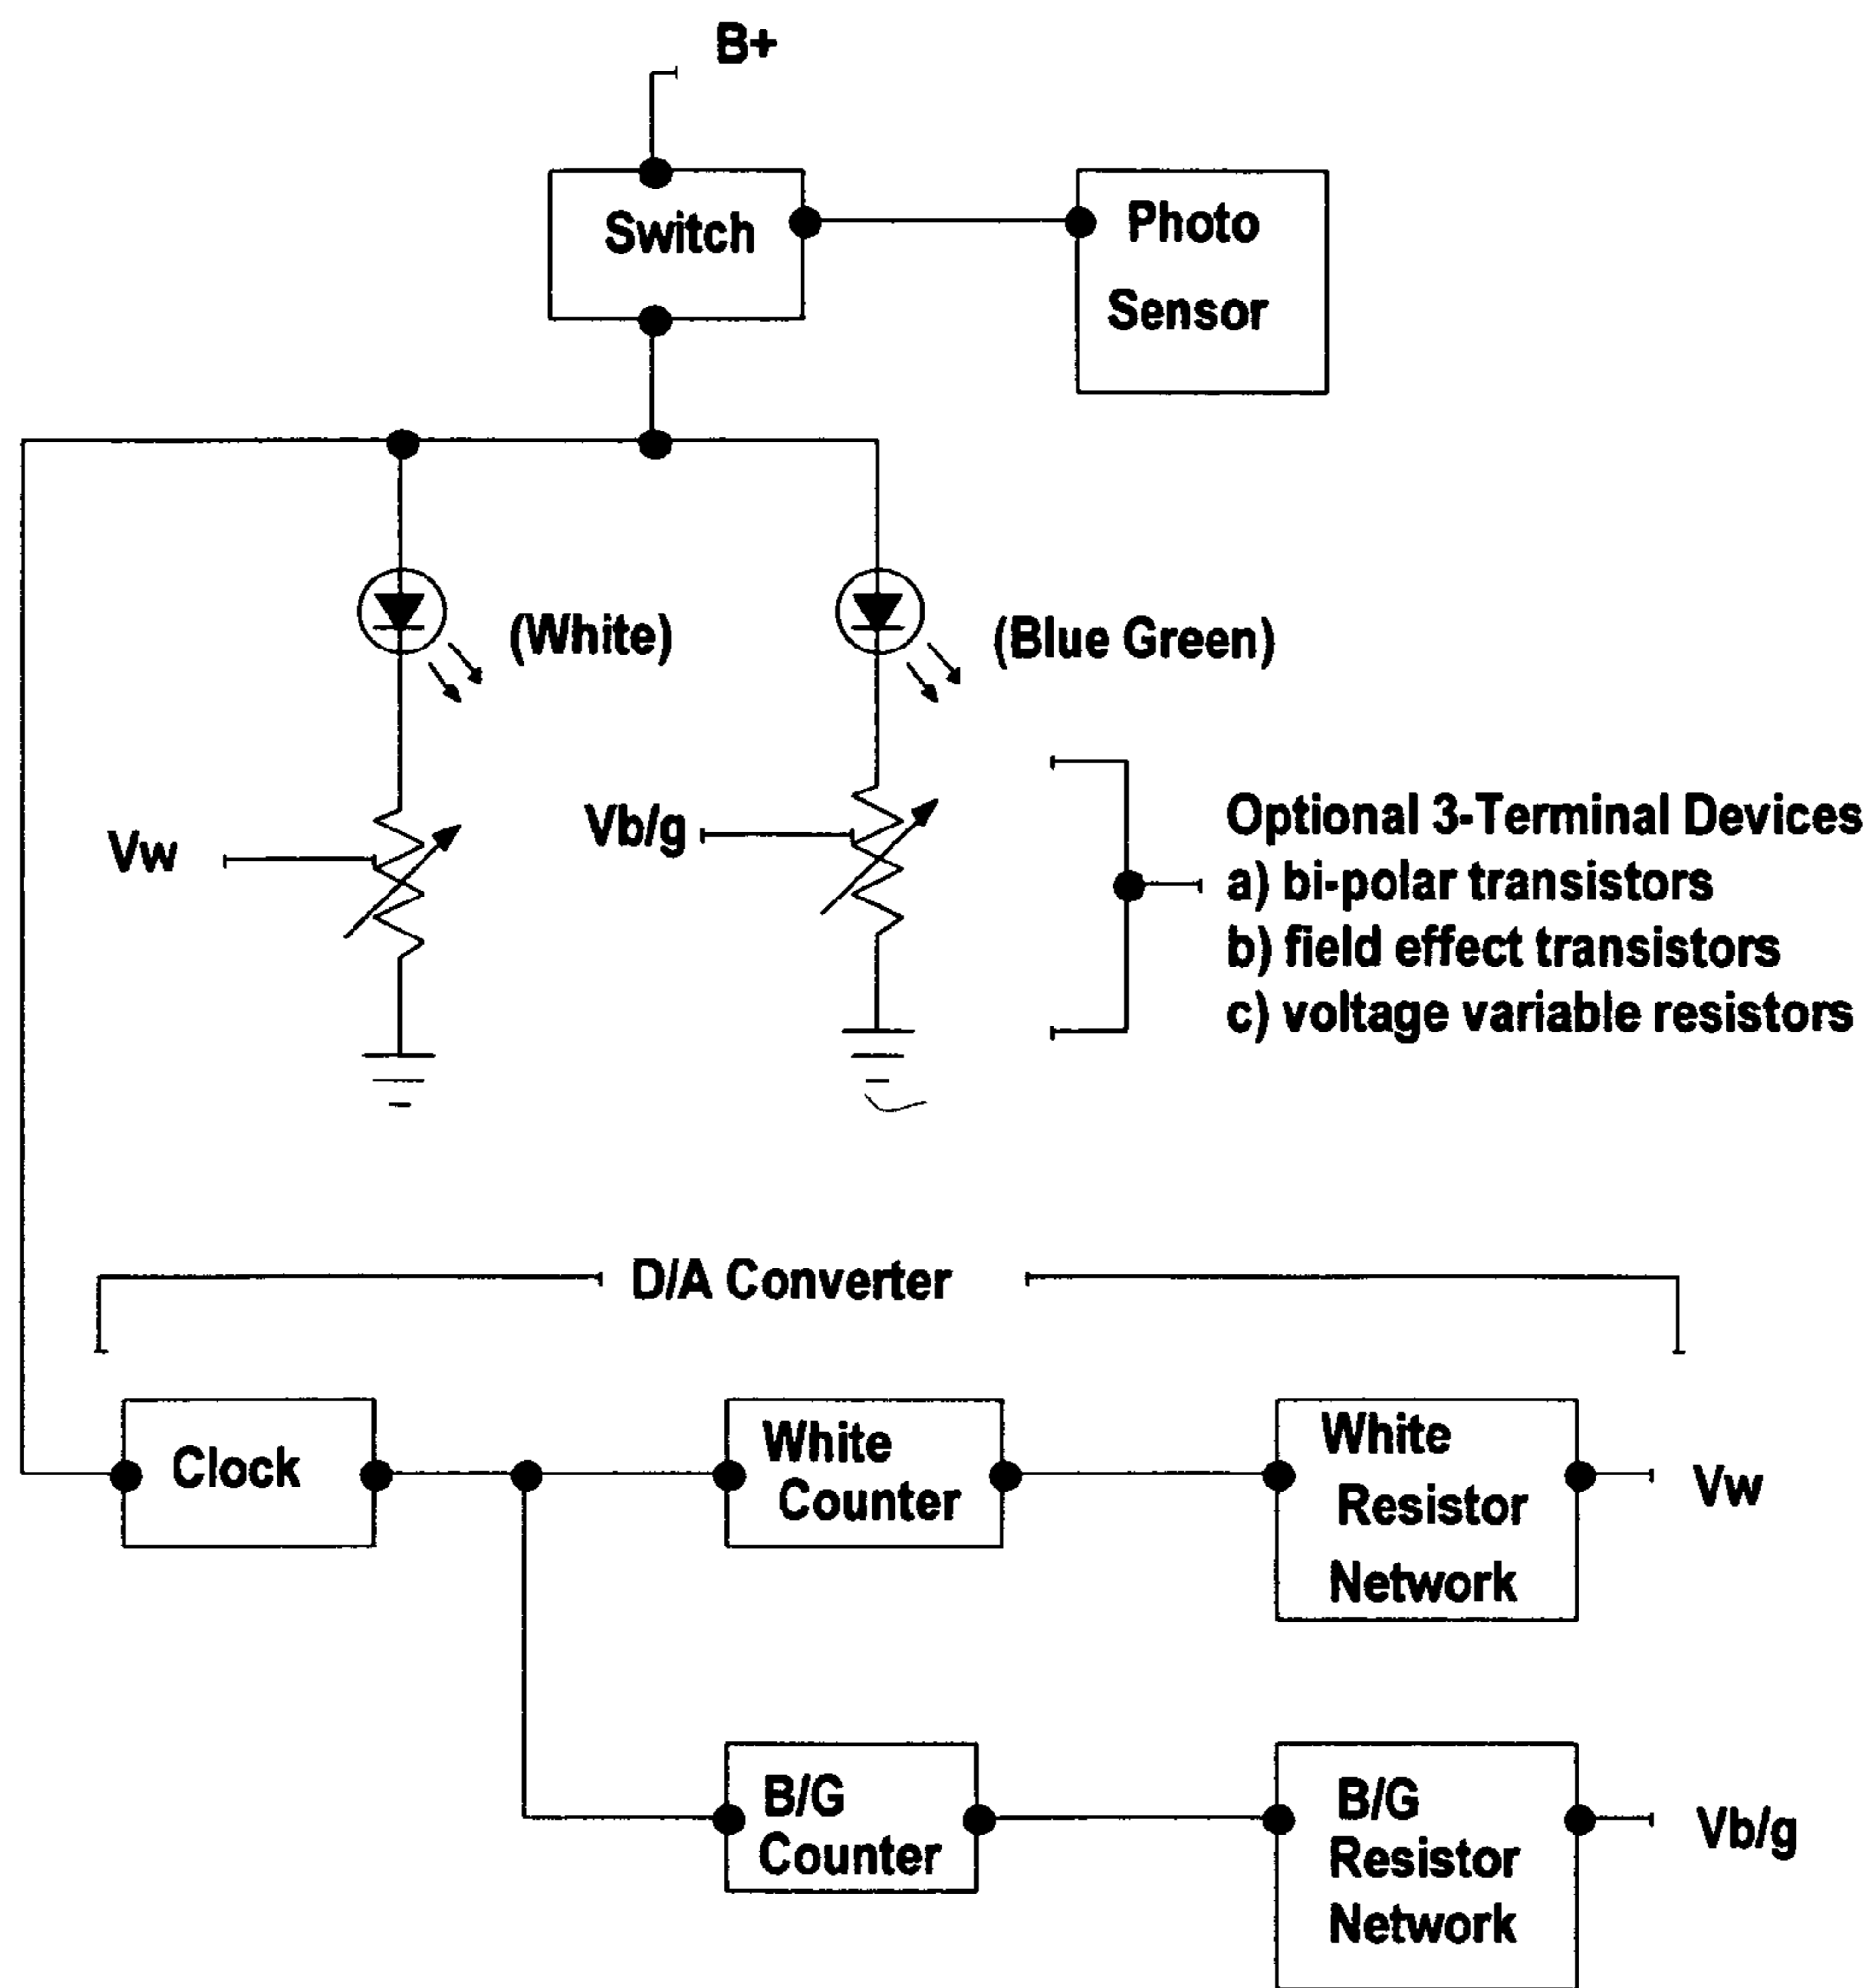 B+
Switch
Photo
Sensor
(White)
(Blue Green)
Vw
Vb/g
Optional 3-Terminal Devices
a) bi-polar transistors
b) field effect transistors
c) voltage variable resistors
D/A Converter
Clock
White
Counter
White
Resistor
Network
Vw
B/G
Counter
B/G
Resistor
Network
Vb/g